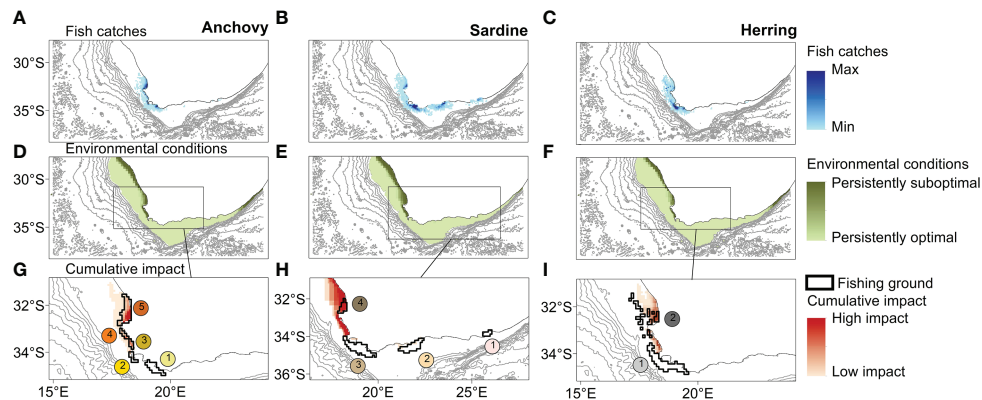 A
B
C
Fish catches
Anchovy
Sardine
Herring
Fish catches
Max
Min
30°S
35°S
D
Environmental conditions
E
F
Environmental conditions
Persistently suboptimal
Persistently optimal
30°S
35°S
G
Cumulative impact
H
I
Fishing ground
Cumulative impact
High impact
Low impact
32°S
34°S
5
4
3
2
1
15°E
20°E
32°S
34°S
36°S
4
3
2
1
20°E
25°E
32°S
34°S
2
1
15°E
20°E